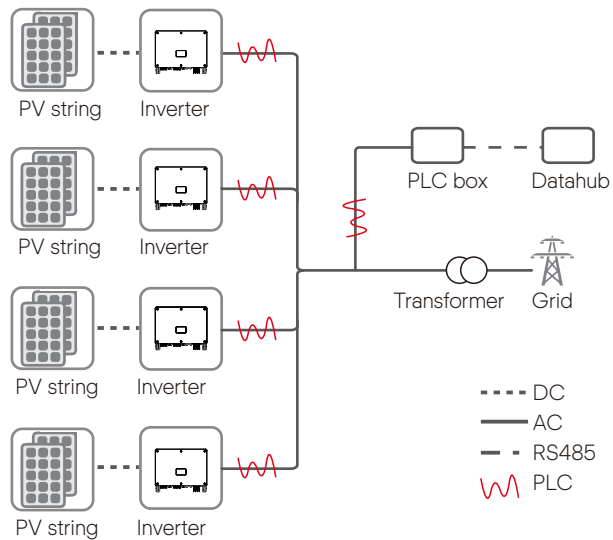 PV string
Inverter
PV string
Inverter
PV string
Inverter
PV string
Inverter
PLC box
Datahub
Transformer
Grid
DC
AC
RS485
PLC